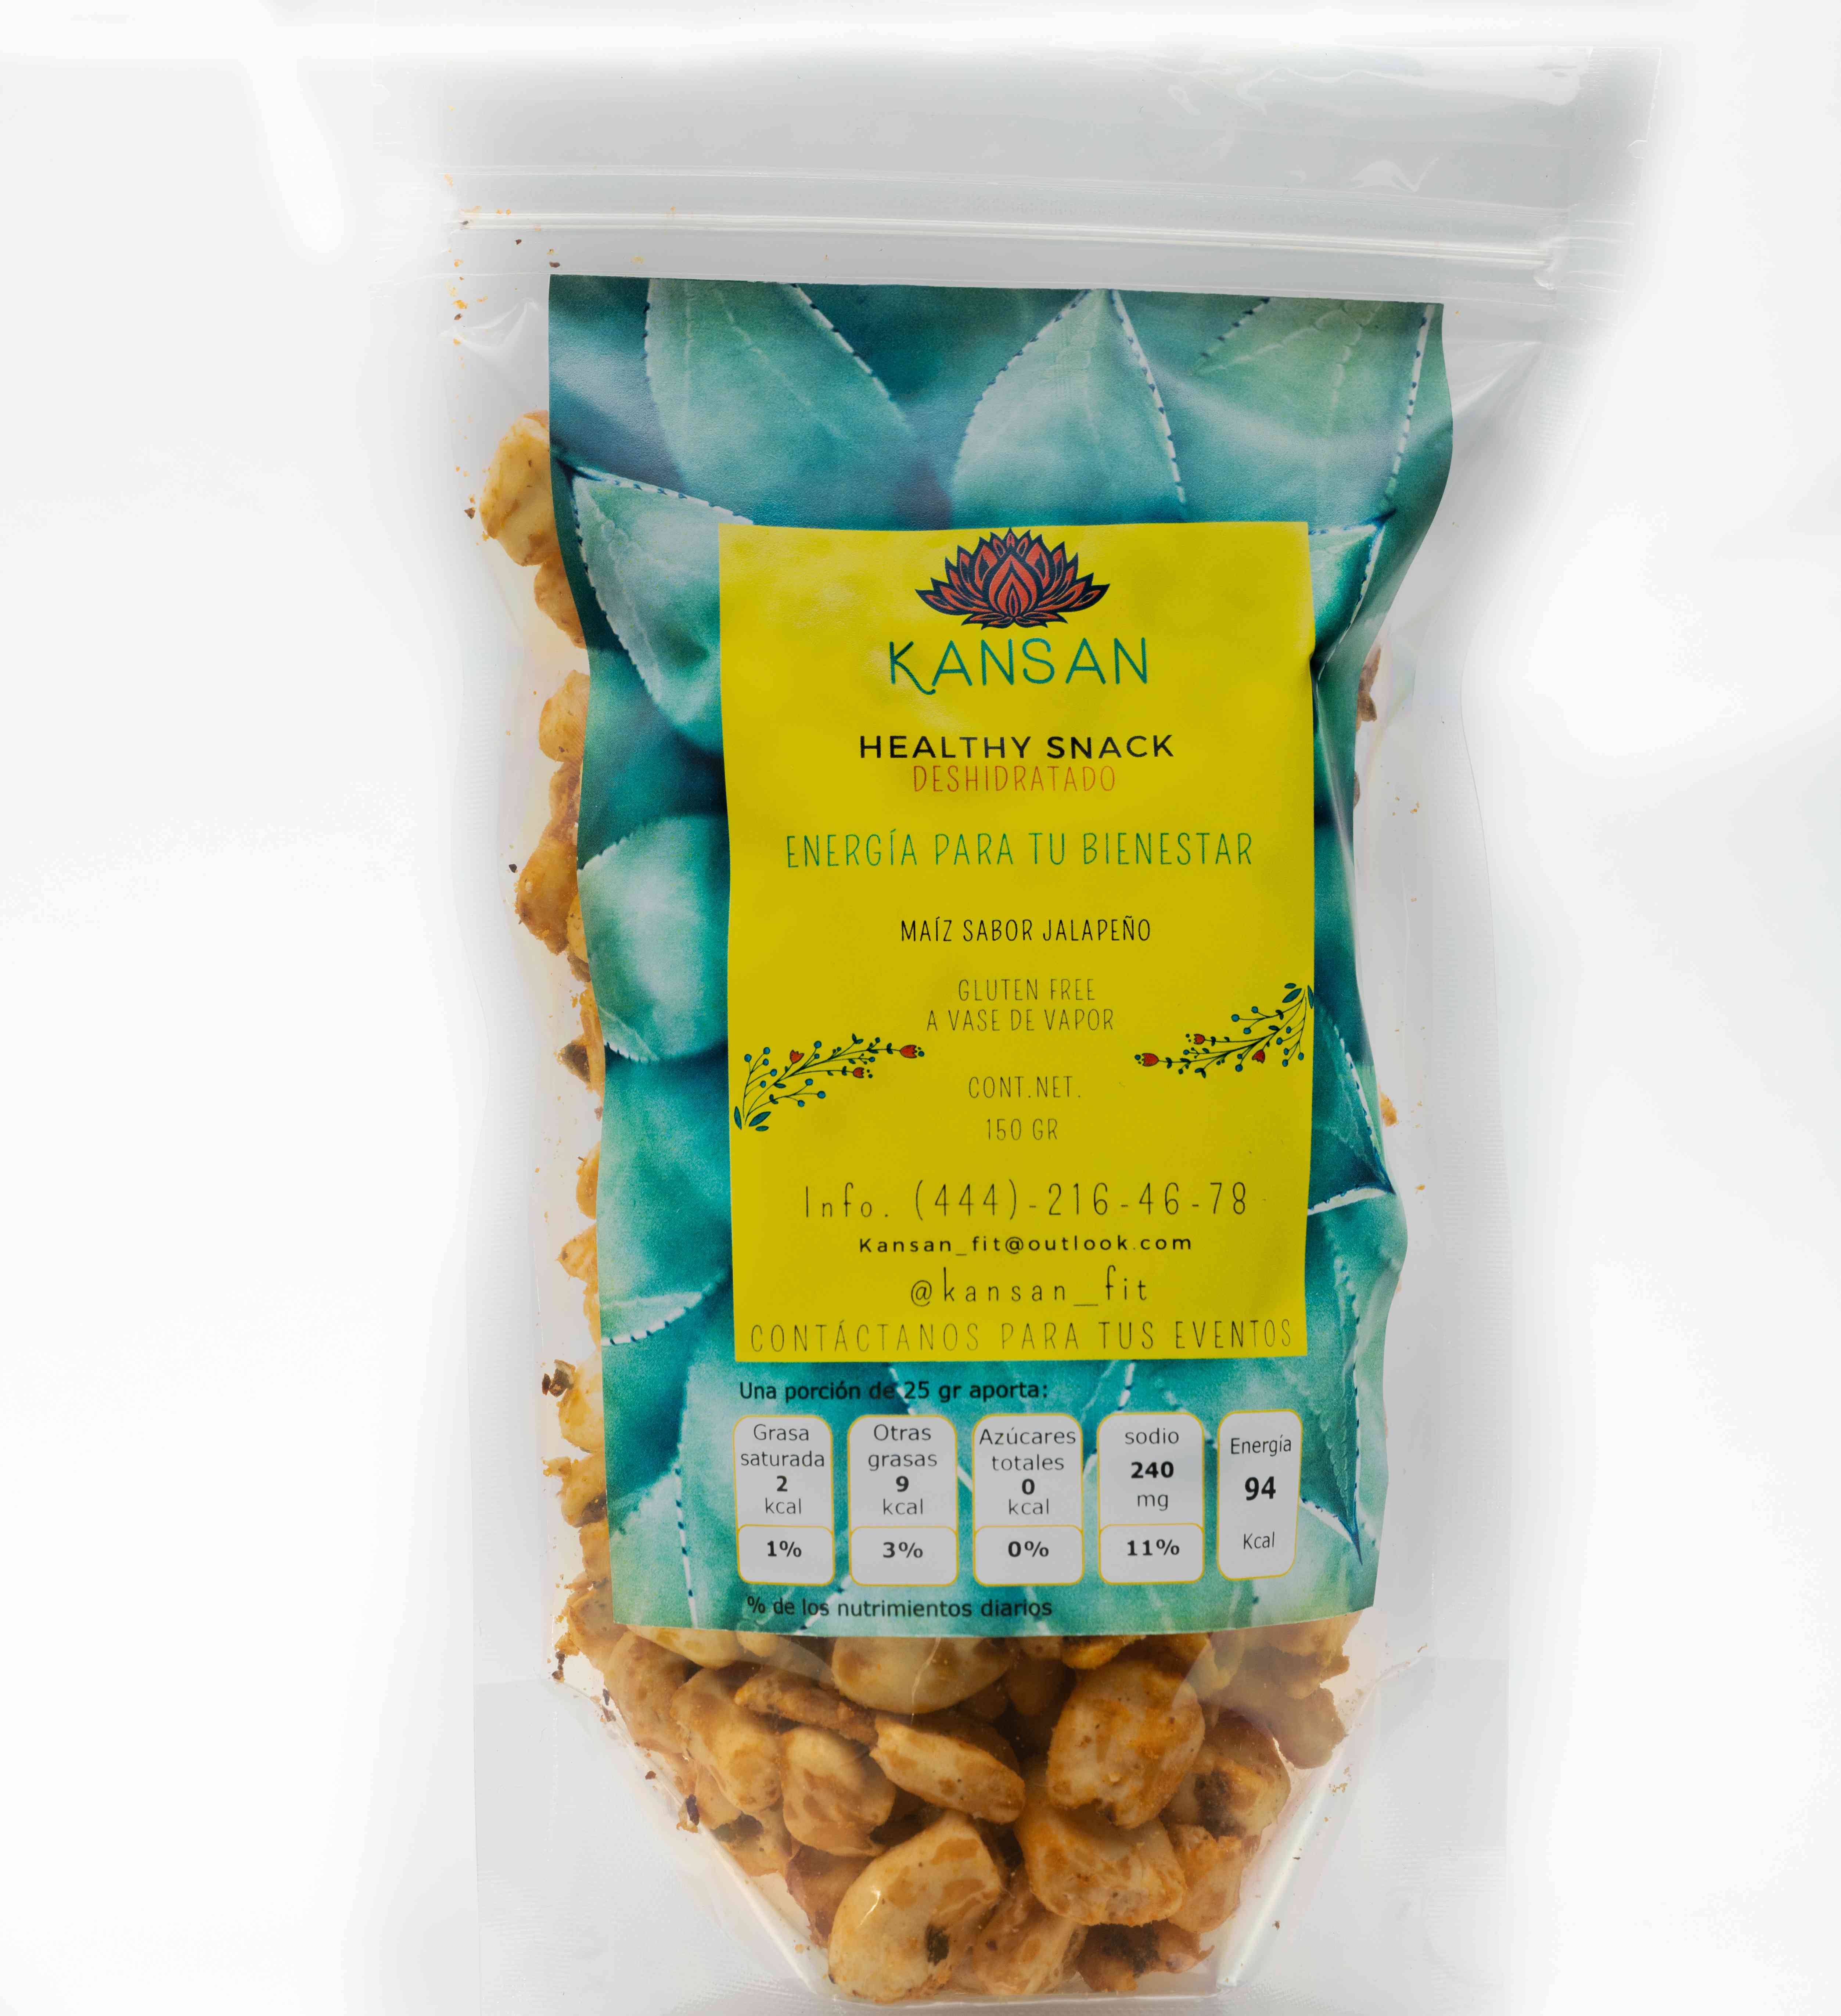 KANSAN
HEALTHY SNACK
DESHIDRATADO
ENERGÍA PARA TU BIENESTAR
MAÍZ SABOR JALAPEÑO
GLUTEN FREE
A VASE DE VAPOR
CONT.NET.
150 GR
Info. (444)-216-46-78
Kansan_fit@outlook.com
@kansan_fit
CONTÁCTANOS PARA TUS EVENTOS
Una porción de 25 gr aporta:
Grasa saturada 2 kcal 1%
Otras grasas 9 kcal 3%
Azúcares totales 0 kcal 0%
sodio 240 mg 11%
Energía 94 Kcal
% de los nutrimientos diarios